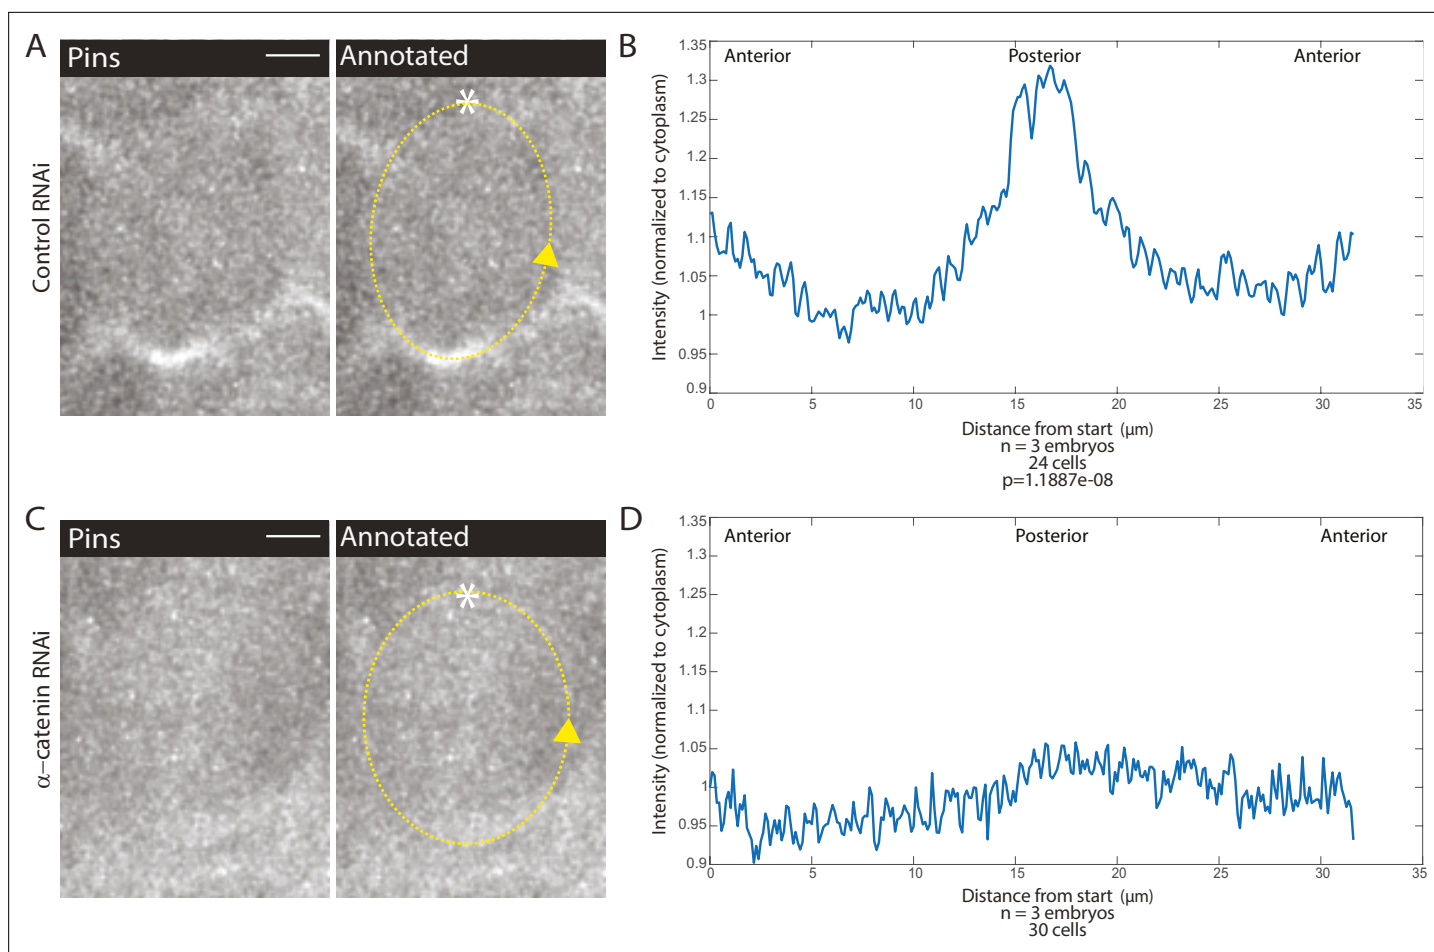 A
Pins
Annotated
Control RNAi
B
Anterior
Posterior
Anterior
1.35
1.3
1.25
1.2
1.15
1.1
1.05
1
0.95
0.9
Intensity (normalized to cytoplasm)
0
5
10
15
20
25
30
35
Distance from start (μm)
n = 3 embryos
24 cells
p=1.1887e-08
C
Pins
Annotated
α−catenin RNAi
D
Anterior
Posterior
Anterior
1.35
1.3
1.25
1.2
1.15
1.1
1.05
1
0.95
0.9
Intensity (normalized to cytoplasm)
0
5
10
15
20
25
30
35
Distance from start (μm)
n = 3 embryos
30 cells